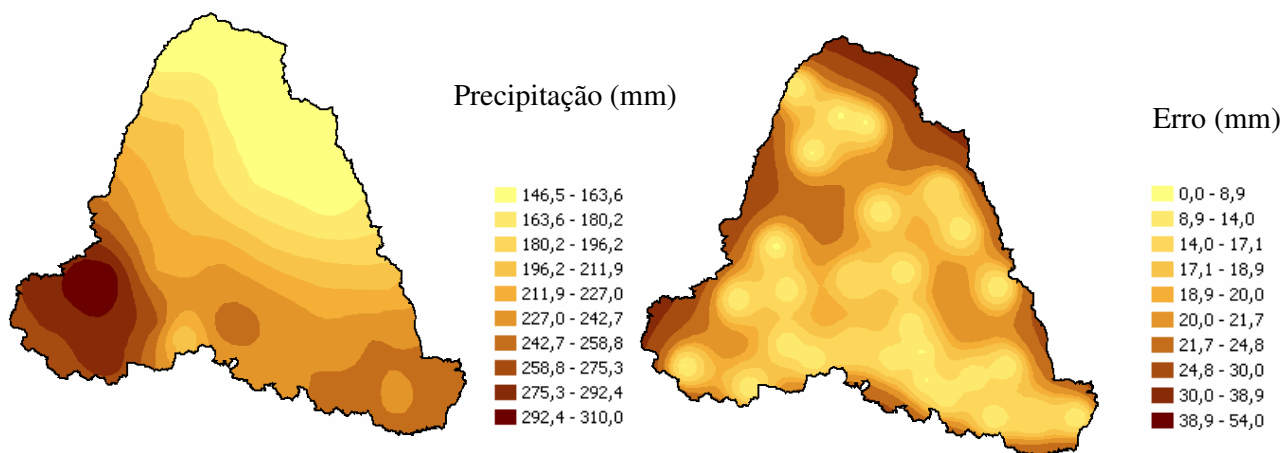 Precipitação (mm)
146,5 - 163,6
163,6 - 180,2
180,2 - 196,2
196,2 - 211,9
211,9 - 227,0
227,0 - 242,7
242,7 - 258,8
258,8 - 275,3
275,3 - 292,4
292,4 - 310,0
Erro (mm)
0,0 - 8,9
8,9 - 14,0
14,0 - 17,1
17,1 - 18,9
18,9 - 20,0
20,0 - 21,7
21,7 - 24,8
24,8 - 30,0
30,0 - 38,9
38,9 - 54,0